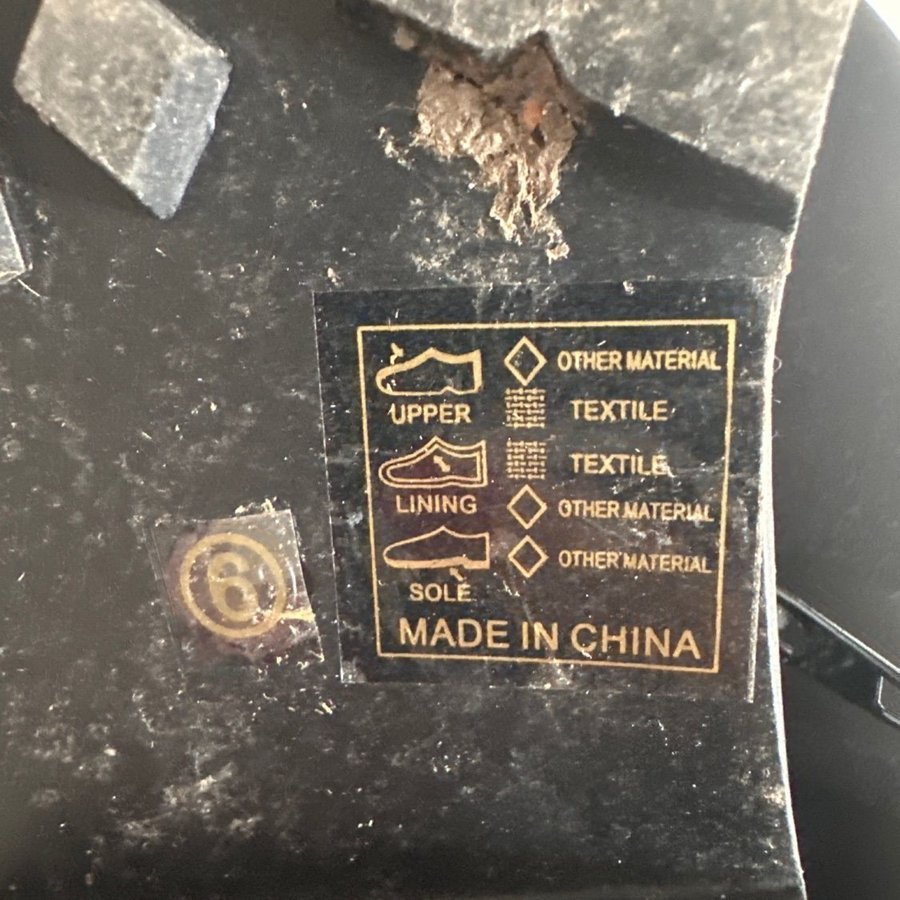 OTHER MATERIAL
UPPER
TEXTILE
TEXTILE
LINING
OTHER MATERIAL
OTHER MATERIAL
SOLE
6
MADE IN CHINA